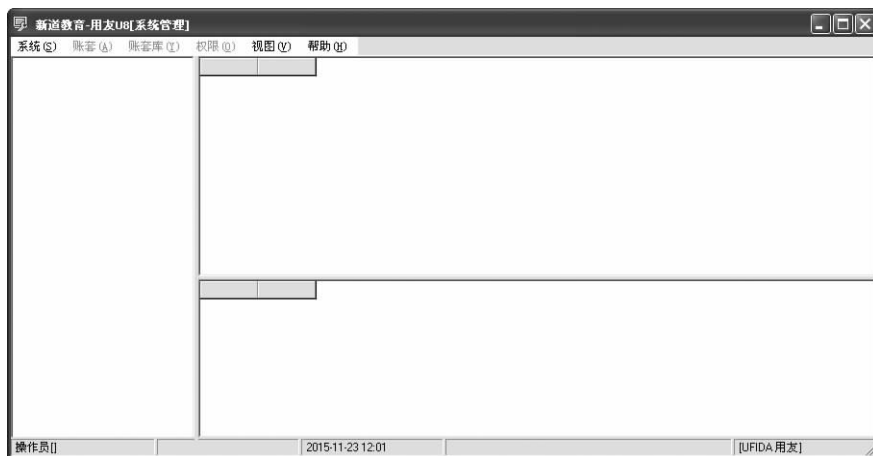 新道教育-用友U8[系统管理]
系统(S) 账套(A) 账套库(Y) 权限(O) 视图(V) 帮助(H)
操作员[] 2015-11-23 12:01 [UFIDA 用友]